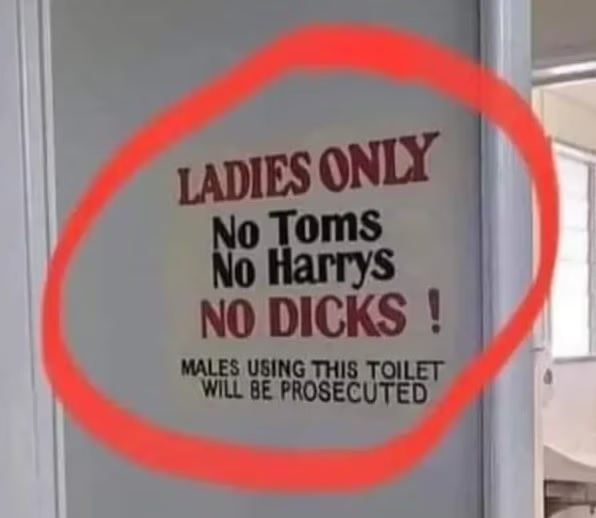 LADIES ONLY
No Toms
No Harrys
NO DICKS !
MALES USING THIS TOILET
WILL BE PROSECUTED